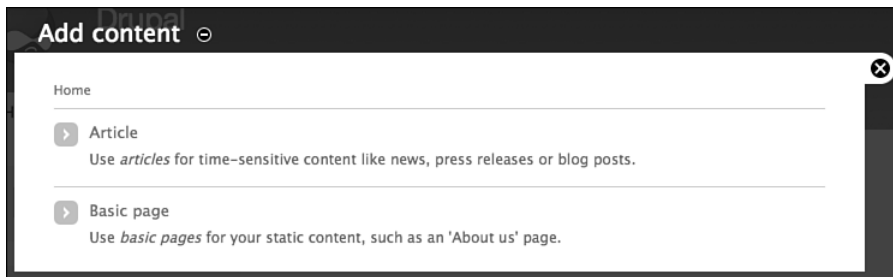 Drupal
Add content
Home
Article
Use articles for time-sensitive content like news, press releases or blog posts.
Basic page
Use basic pages for your static content, such as an 'About us' page.